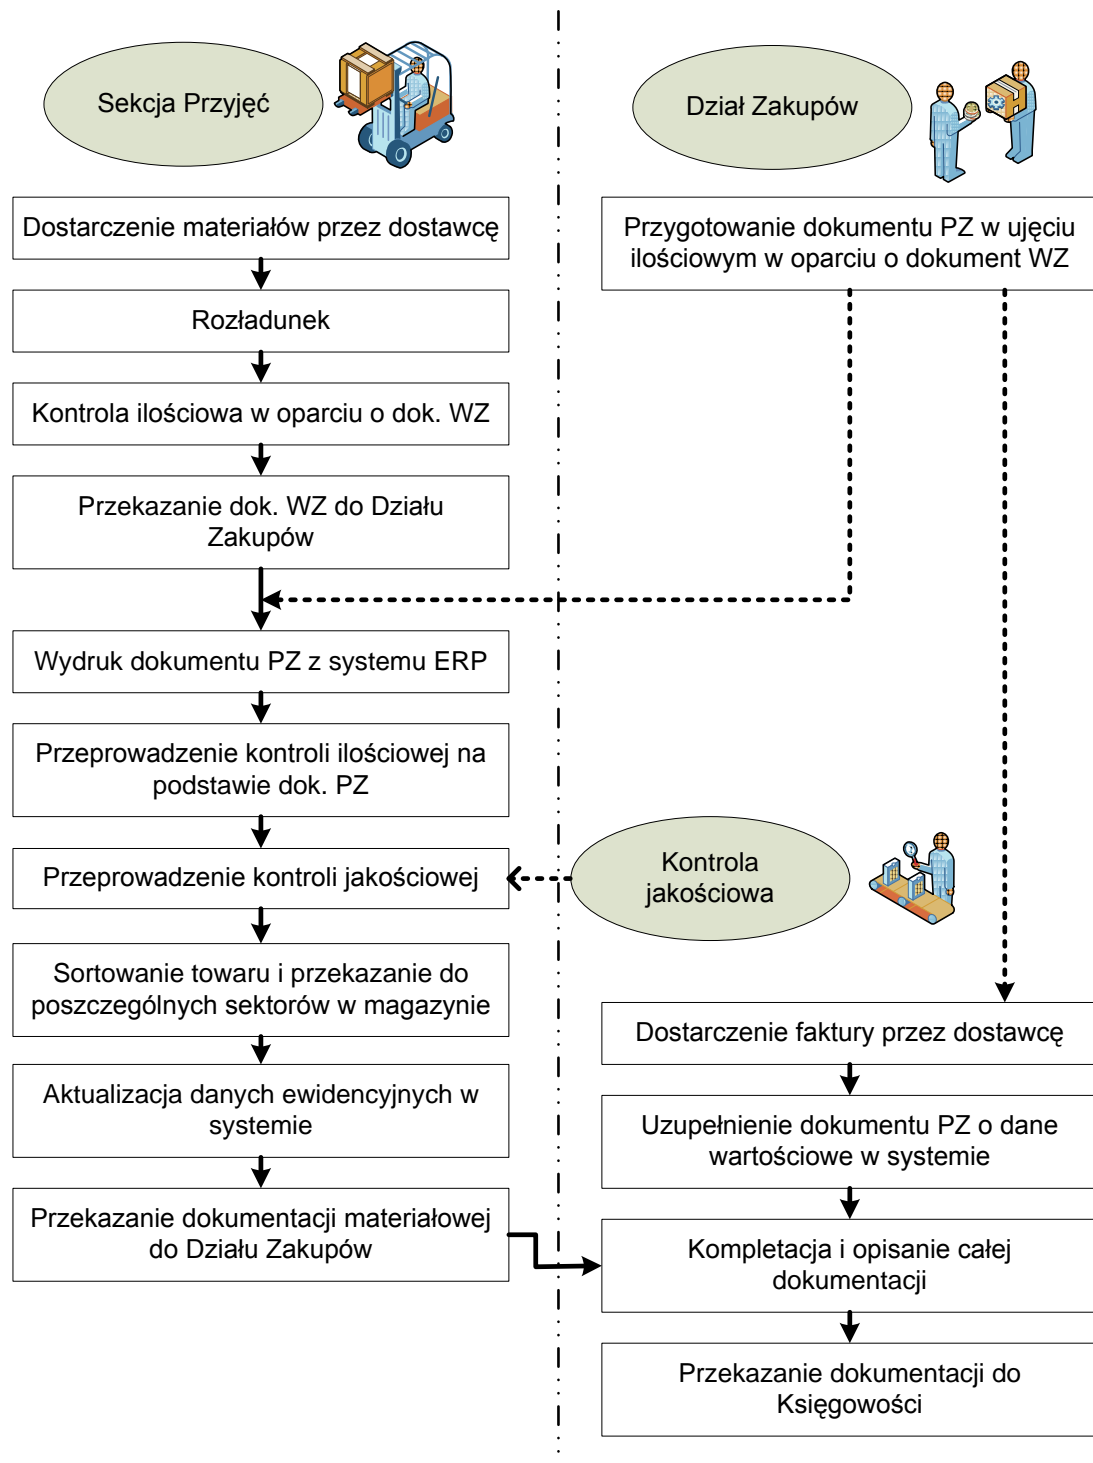 Sekcja Przyjęć
Dostarczenie materiałów przez dostawcę
Rozładunek
Kontrola ilościowa w oparciu o dok. WZ
Przekazanie dok. WZ do Działu
Zakupów
Wydruk dokumentu PZ z systemu ERP
Przeprowadzenie kontroli ilościowej na
podstawie dok. PZ
Przeprowadzenie kontroli jakościowej
Sortowanie towaru i przekazanie do
poszczególnych sektorów w magazynie
Aktualizacja danych ewidencyjnych w
systemie
Przekazanie dokumentacji materiałowej
do Działu Zakupów
Dział Zakupów
Przygotowanie dokumentu PZ w ujęciu
ilościowym w oparciu o dokument WZ
Kontrola
jakościowa
Dostarczenie faktury przez dostawcę
Uzupełnienie dokumentu PZ o dane
wartościowe w systemie
Kompletacja i opisanie całej
dokumentacji
Przekazanie dokumentacji do
Księgowości